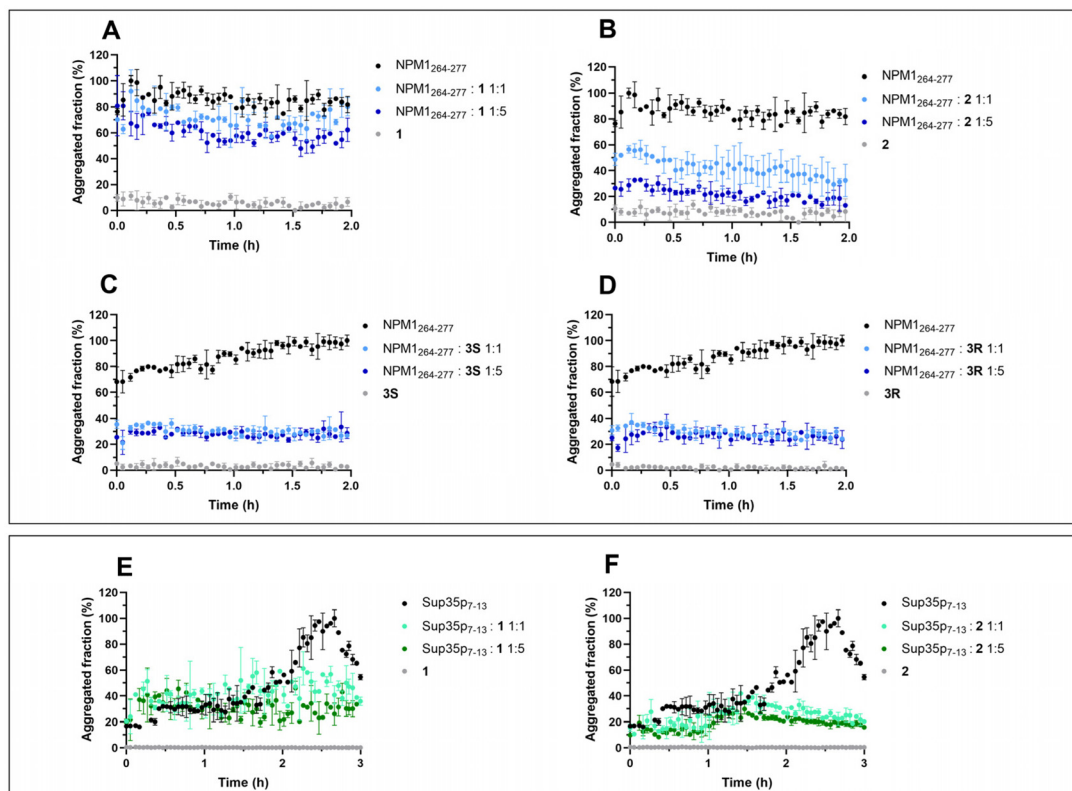 A
Aggregated fraction (%)
120
100
80
60
40
20
0
0.0 0.5 1.0 1.5 2.0
Time (h)
NPM1264-277
NPM1264-277 : 1 1:1
NPM1264-277 : 1 1:5
1
B
Aggregated fraction (%)
120
100
80
60
40
20
0
0.0 0.5 1.0 1.5 2.0
Time (h)
NPM1264-277
NPM1264-277 : 2 1:1
NPM1264-277 : 2 1:5
2
C
Aggregated fraction (%)
120
100
80
60
40
20
0
0.0 0.5 1.0 1.5 2.0
Time (h)
NPM1264-277
NPM1264-277 : 3S 1:1
NPM1264-277 : 3S 1:5
3S
D
Aggregated fraction (%)
120
100
80
60
40
20
0
0.0 0.5 1.0 1.5 2.0
Time (h)
NPM1264-277
NPM1264-277 : 3R 1:1
NPM1264-277 : 3R 1:5
3R
E
Aggregated fraction (%)
120
100
80
60
40
20
0
0 1 2 3
Time (h)
Sup35p7-13
Sup35p7-13 : 1 1:1
Sup35p7-13 : 1 1:5
1
F
Aggregated fraction (%)
120
100
80
60
40
20
0
0 1 2 3
Time (h)
Sup35p7-13
Sup35p7-13 : 2 1:1
Sup35p7-13 : 2 1:5
2